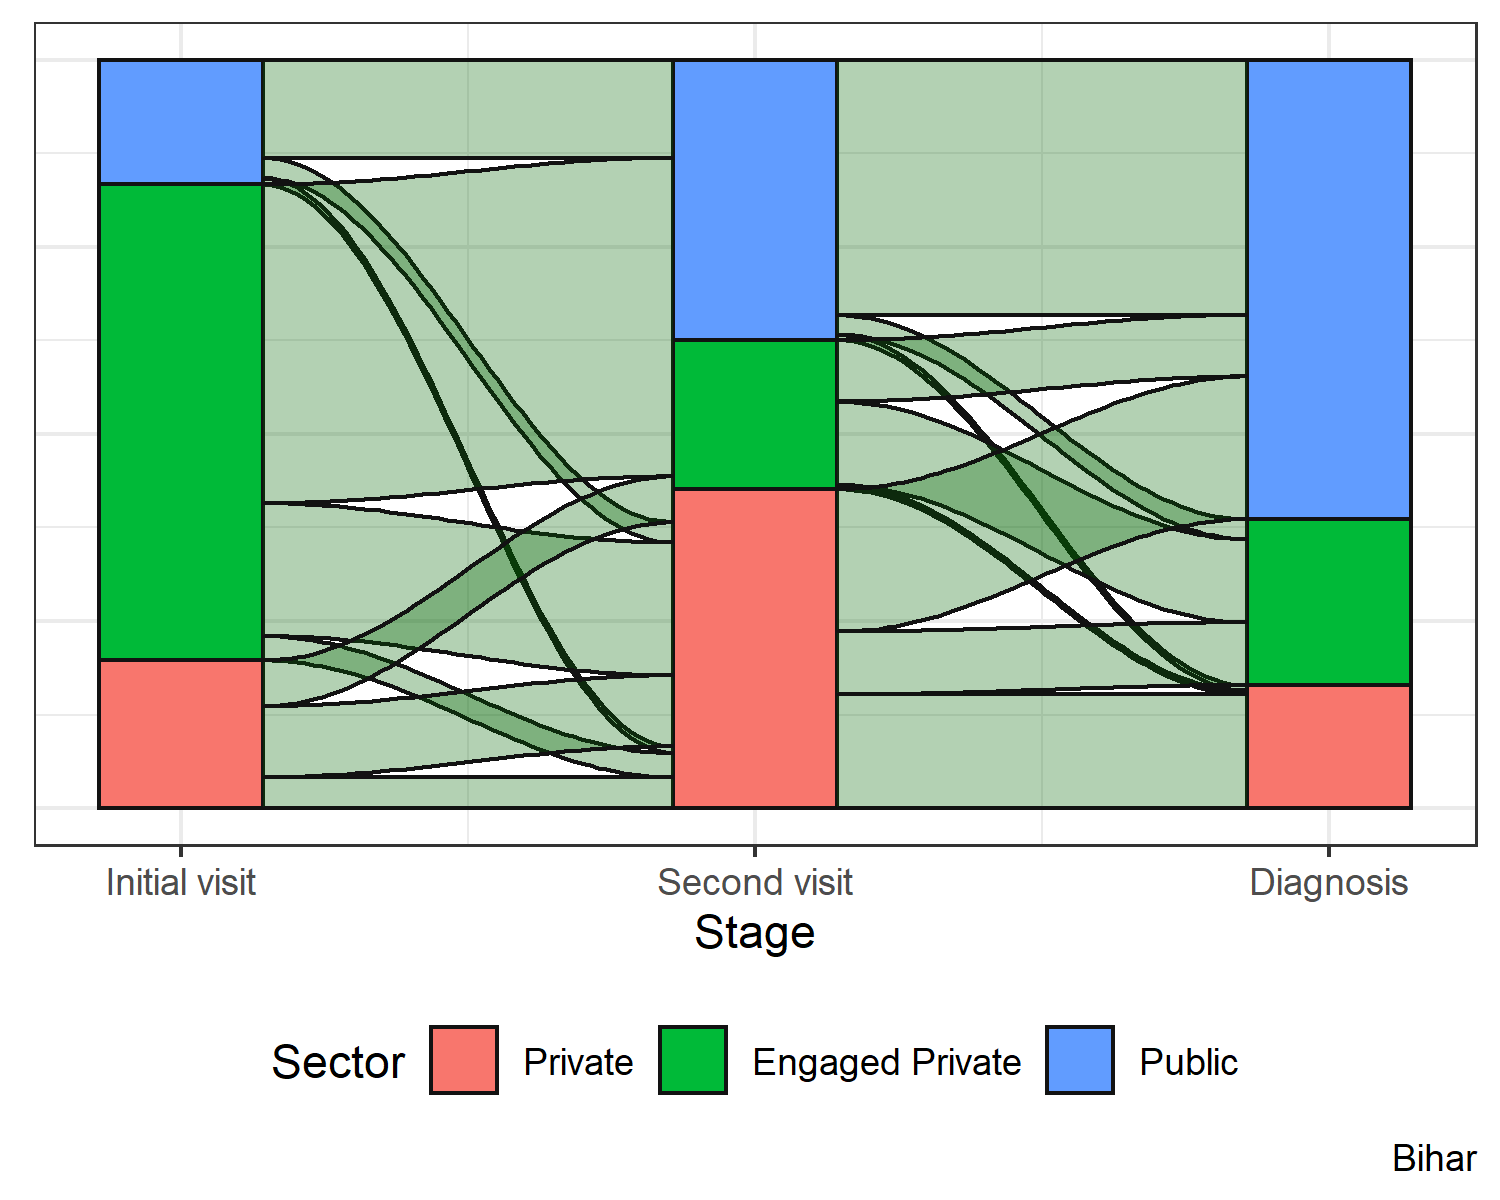 Initial visit Second visit Diagnosis
Stage
Sector Private Engaged Private Public
Bihar